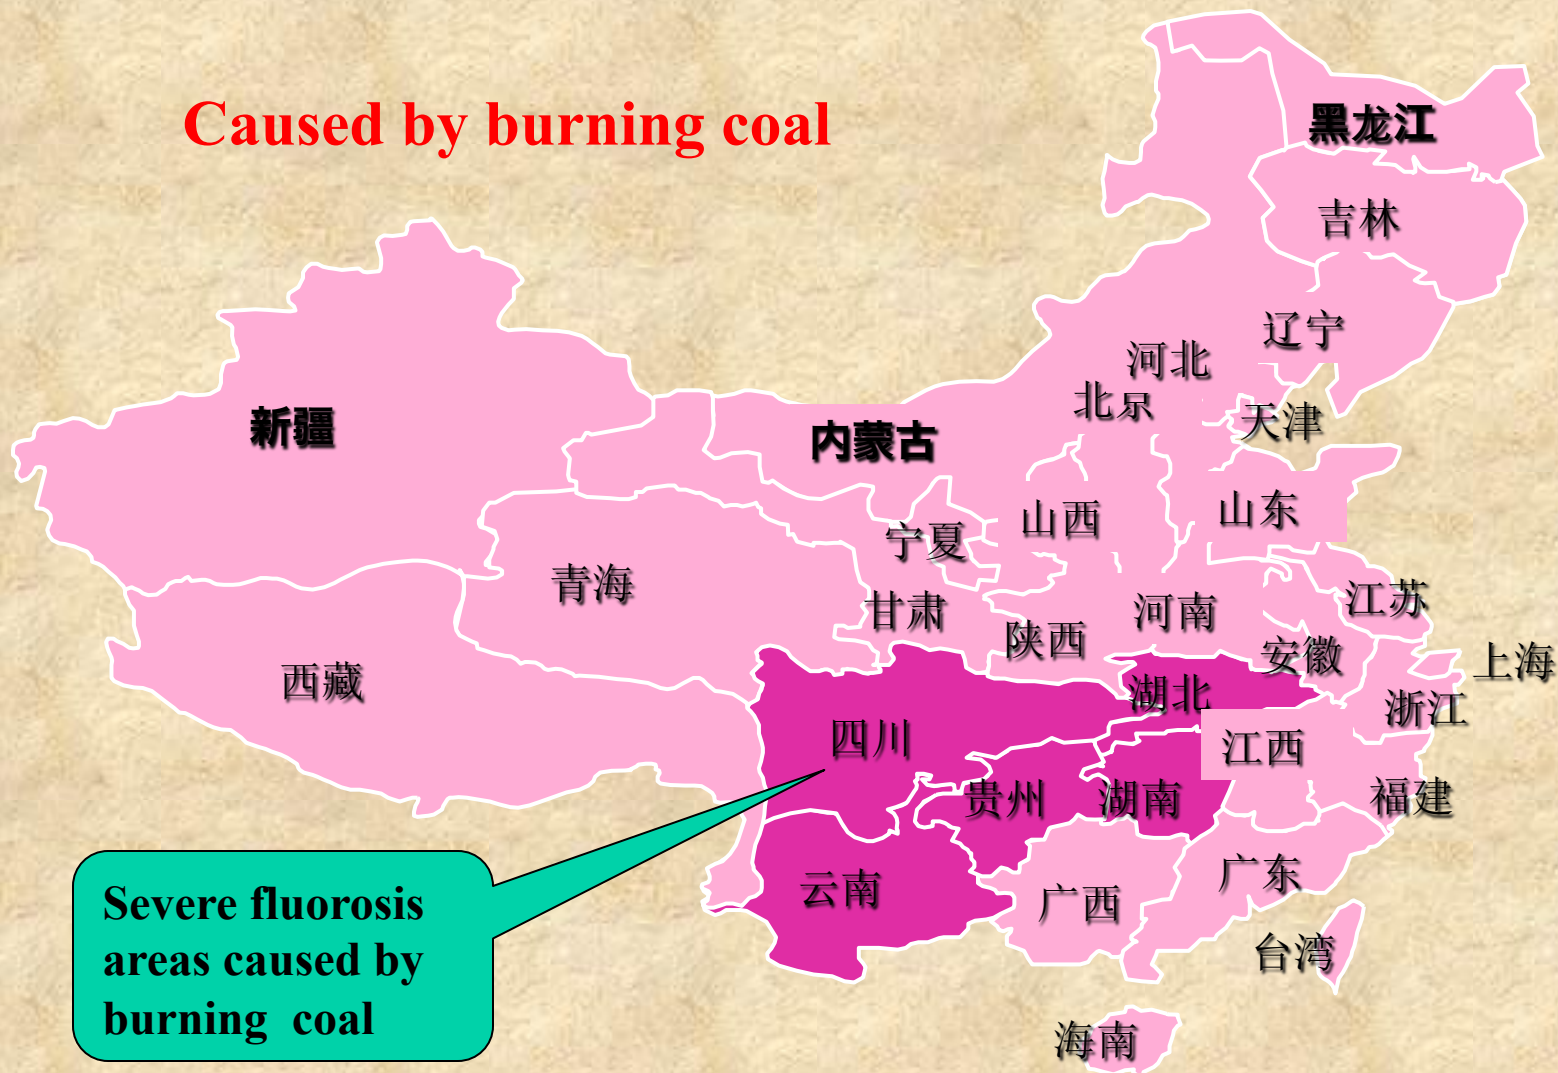 Caused by burning coal
黑龙江
吉林
辽宁
河北
北京
天津
新疆
内蒙古
山西
山东
宁夏
青海
甘肃
江苏
河南
陕西
安徽
上海
西藏
湖北
浙江
四川
江西
贵州
湖南
福建
云南
广东
广西
台湾
海南
Severe fluorosis
areas caused by
burning coal